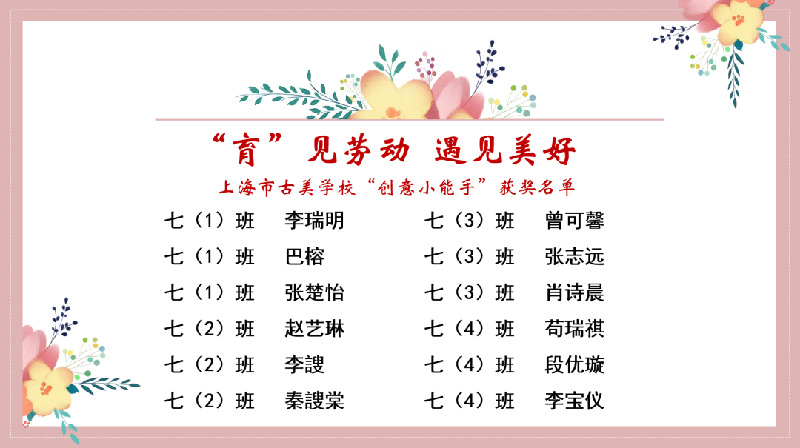 “育”见劳动 遇见美好
上海市古美学校“创意小能手”获奖名单
七（1）班 李瑞明 七（3）班 曾可馨
七（1）班 巴榕 七（3）班 张志远
七（1）班 张楚怡 七（3）班 肖诗晨
七（2）班 赵艺琳 七（4）班 苟瑞祺
七（2）班 李謏 七（4）班 段优璇
七（2）班 秦謏棠 七（4）班 李宝仪